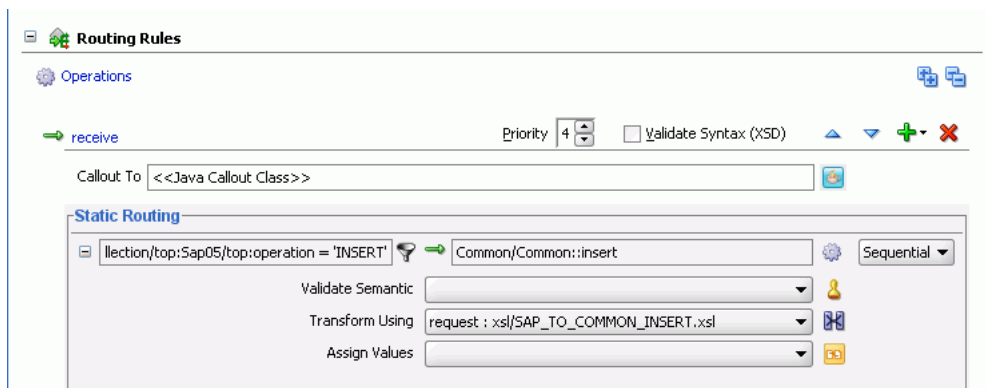 Routing Rules
Operations
receive Priority 4 Validate Syntax (XSD)
Callout To <<Java Callout Class>>
Static Routing
llection/top:Sap05/top:operation = 'INSERT' Common/Common::insert Sequential
Validate Semantic
Transform Using request : xsl/SAP_TO_COMMON_INSERT.xsl
Assign Values